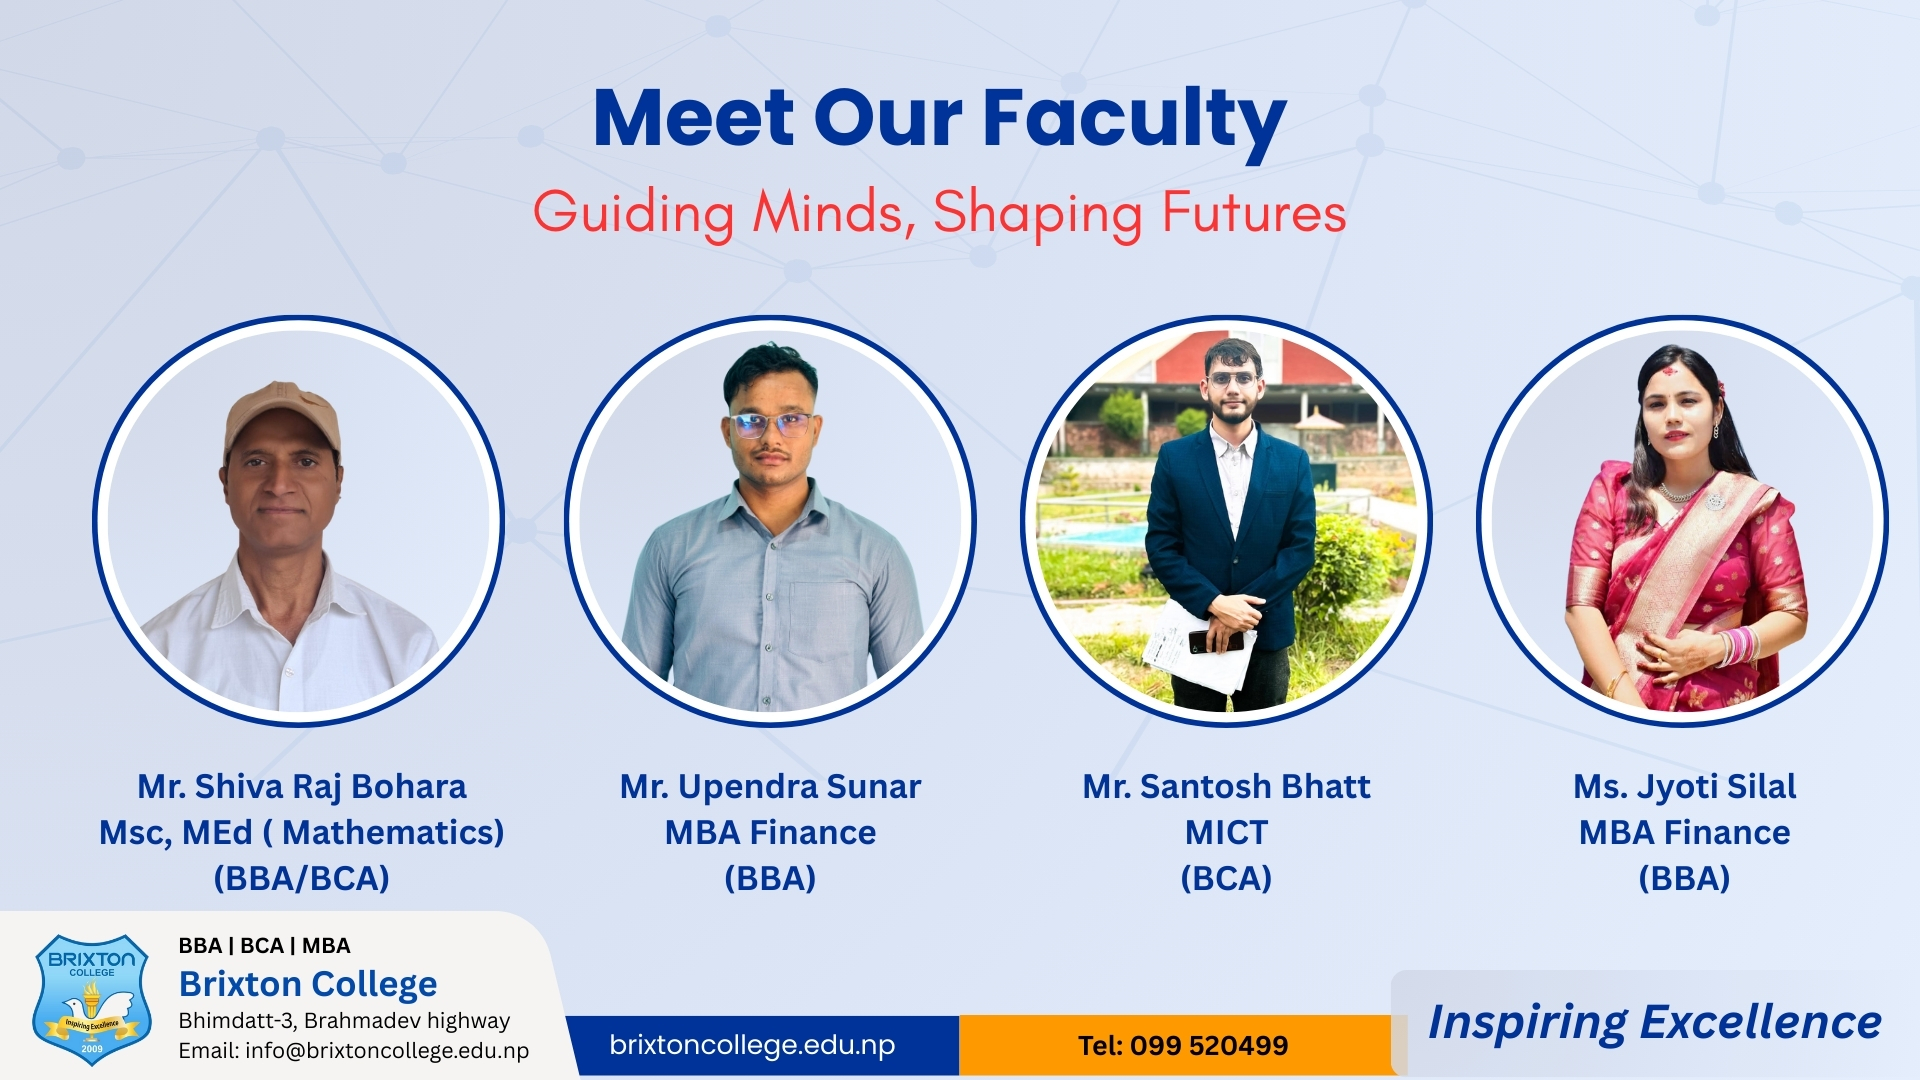 Meet Our Faculty
Guiding Minds, Shaping Futures
Mr. Shiva Raj Bohara
Msc, MEd ( Mathematics)
(BBA/BCA)
Mr. Upendra Sunar
MBA Finance
(BBA)
Mr. Santosh Bhatt
MICT
(BCA)
Ms. Jyoti Silal
MBA Finance
(BBA)
BRIXTON
COLLEGE
Inspiring Excellence
2009
BBA | BCA | MBA
Brixton College
Bhimdatt-3, Brahmadev highway
Email: info@brixtoncollege.edu.np
brixtoncollege.edu.np
Tel: 099 520499
Inspiring Excellence